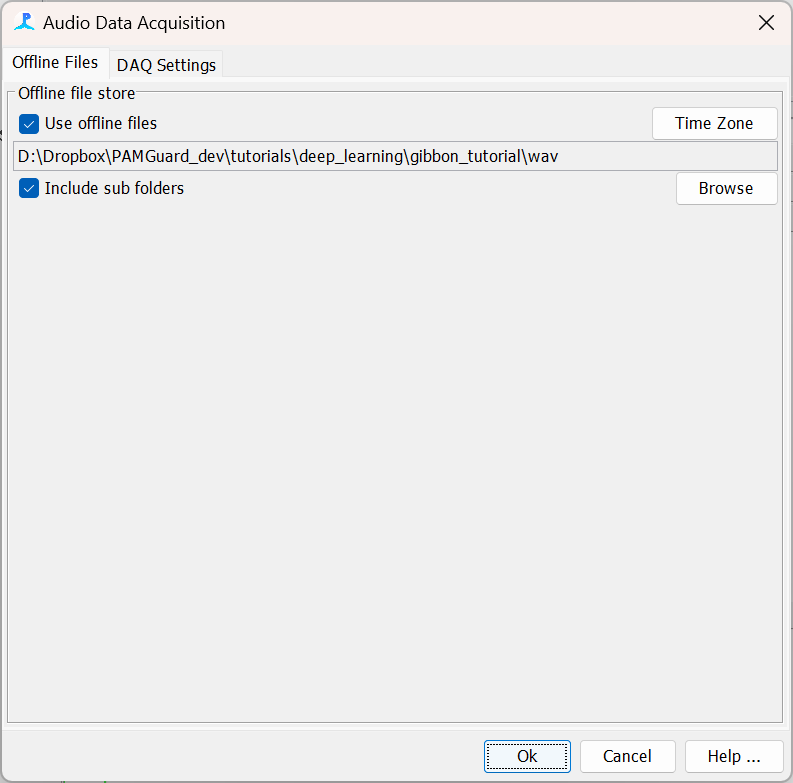 Audio Data Acquisition
Offline Files DAQ Settings
Offline file store
Use offline files Time Zone
D:\Dropbox\PAMGuard_dev\tutorials\deep_learning\gibbon_tutorial\wav
Include sub folders Browse
Ok Cancel Help ...